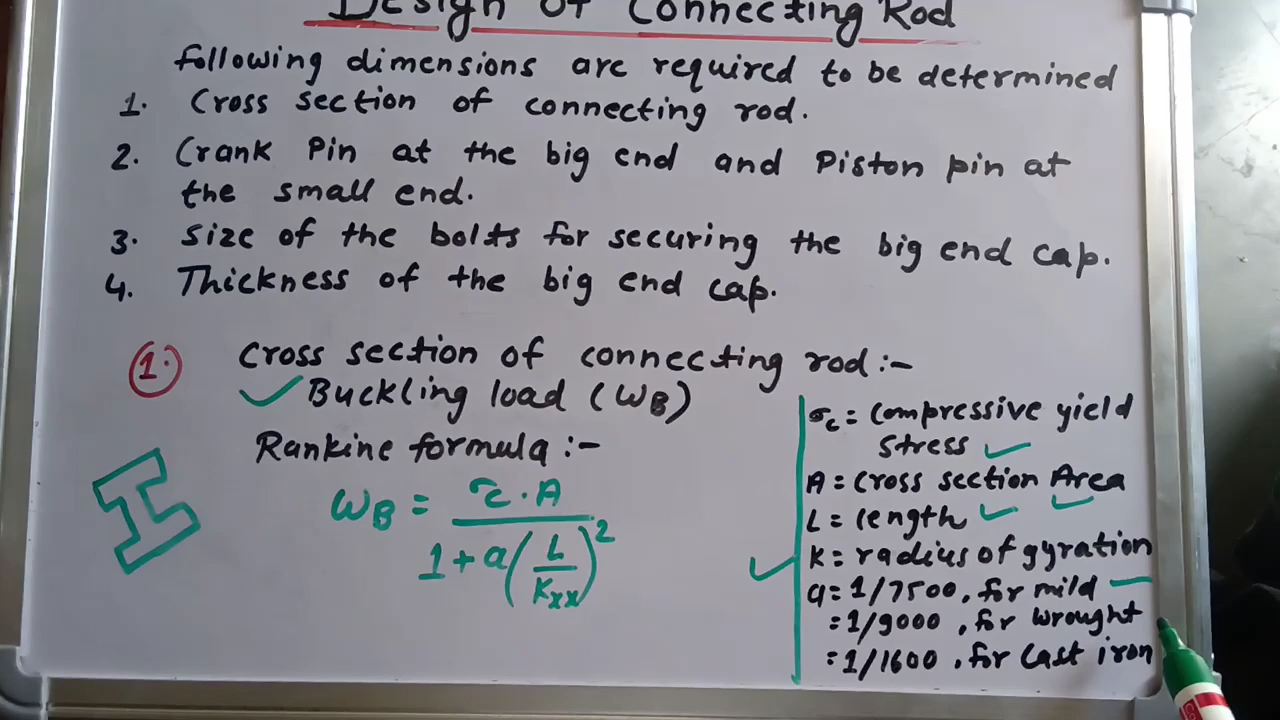 Design of Connecting Rod
following dimensions are required to be determined
1. Cross section of connecting rod.
2. Crank Pin at the big end and Piston pin at
the small end.
3. Size of the bolts for securing the big end cap.
4. Thickness of the big end cap.
1. Cross section of connecting rod :-
✓ Buckling load (WB)
Rankine formula :-
WB = σc . A / 1 + a (L / Kxx)²
σc = Compressive yield
Stress ✓
A = Cross section Area
L = length ✓
K = radius of gyration
a = 1/7500, for mild
= 1/9000, for wrought
= 1/1600, for Cast iron